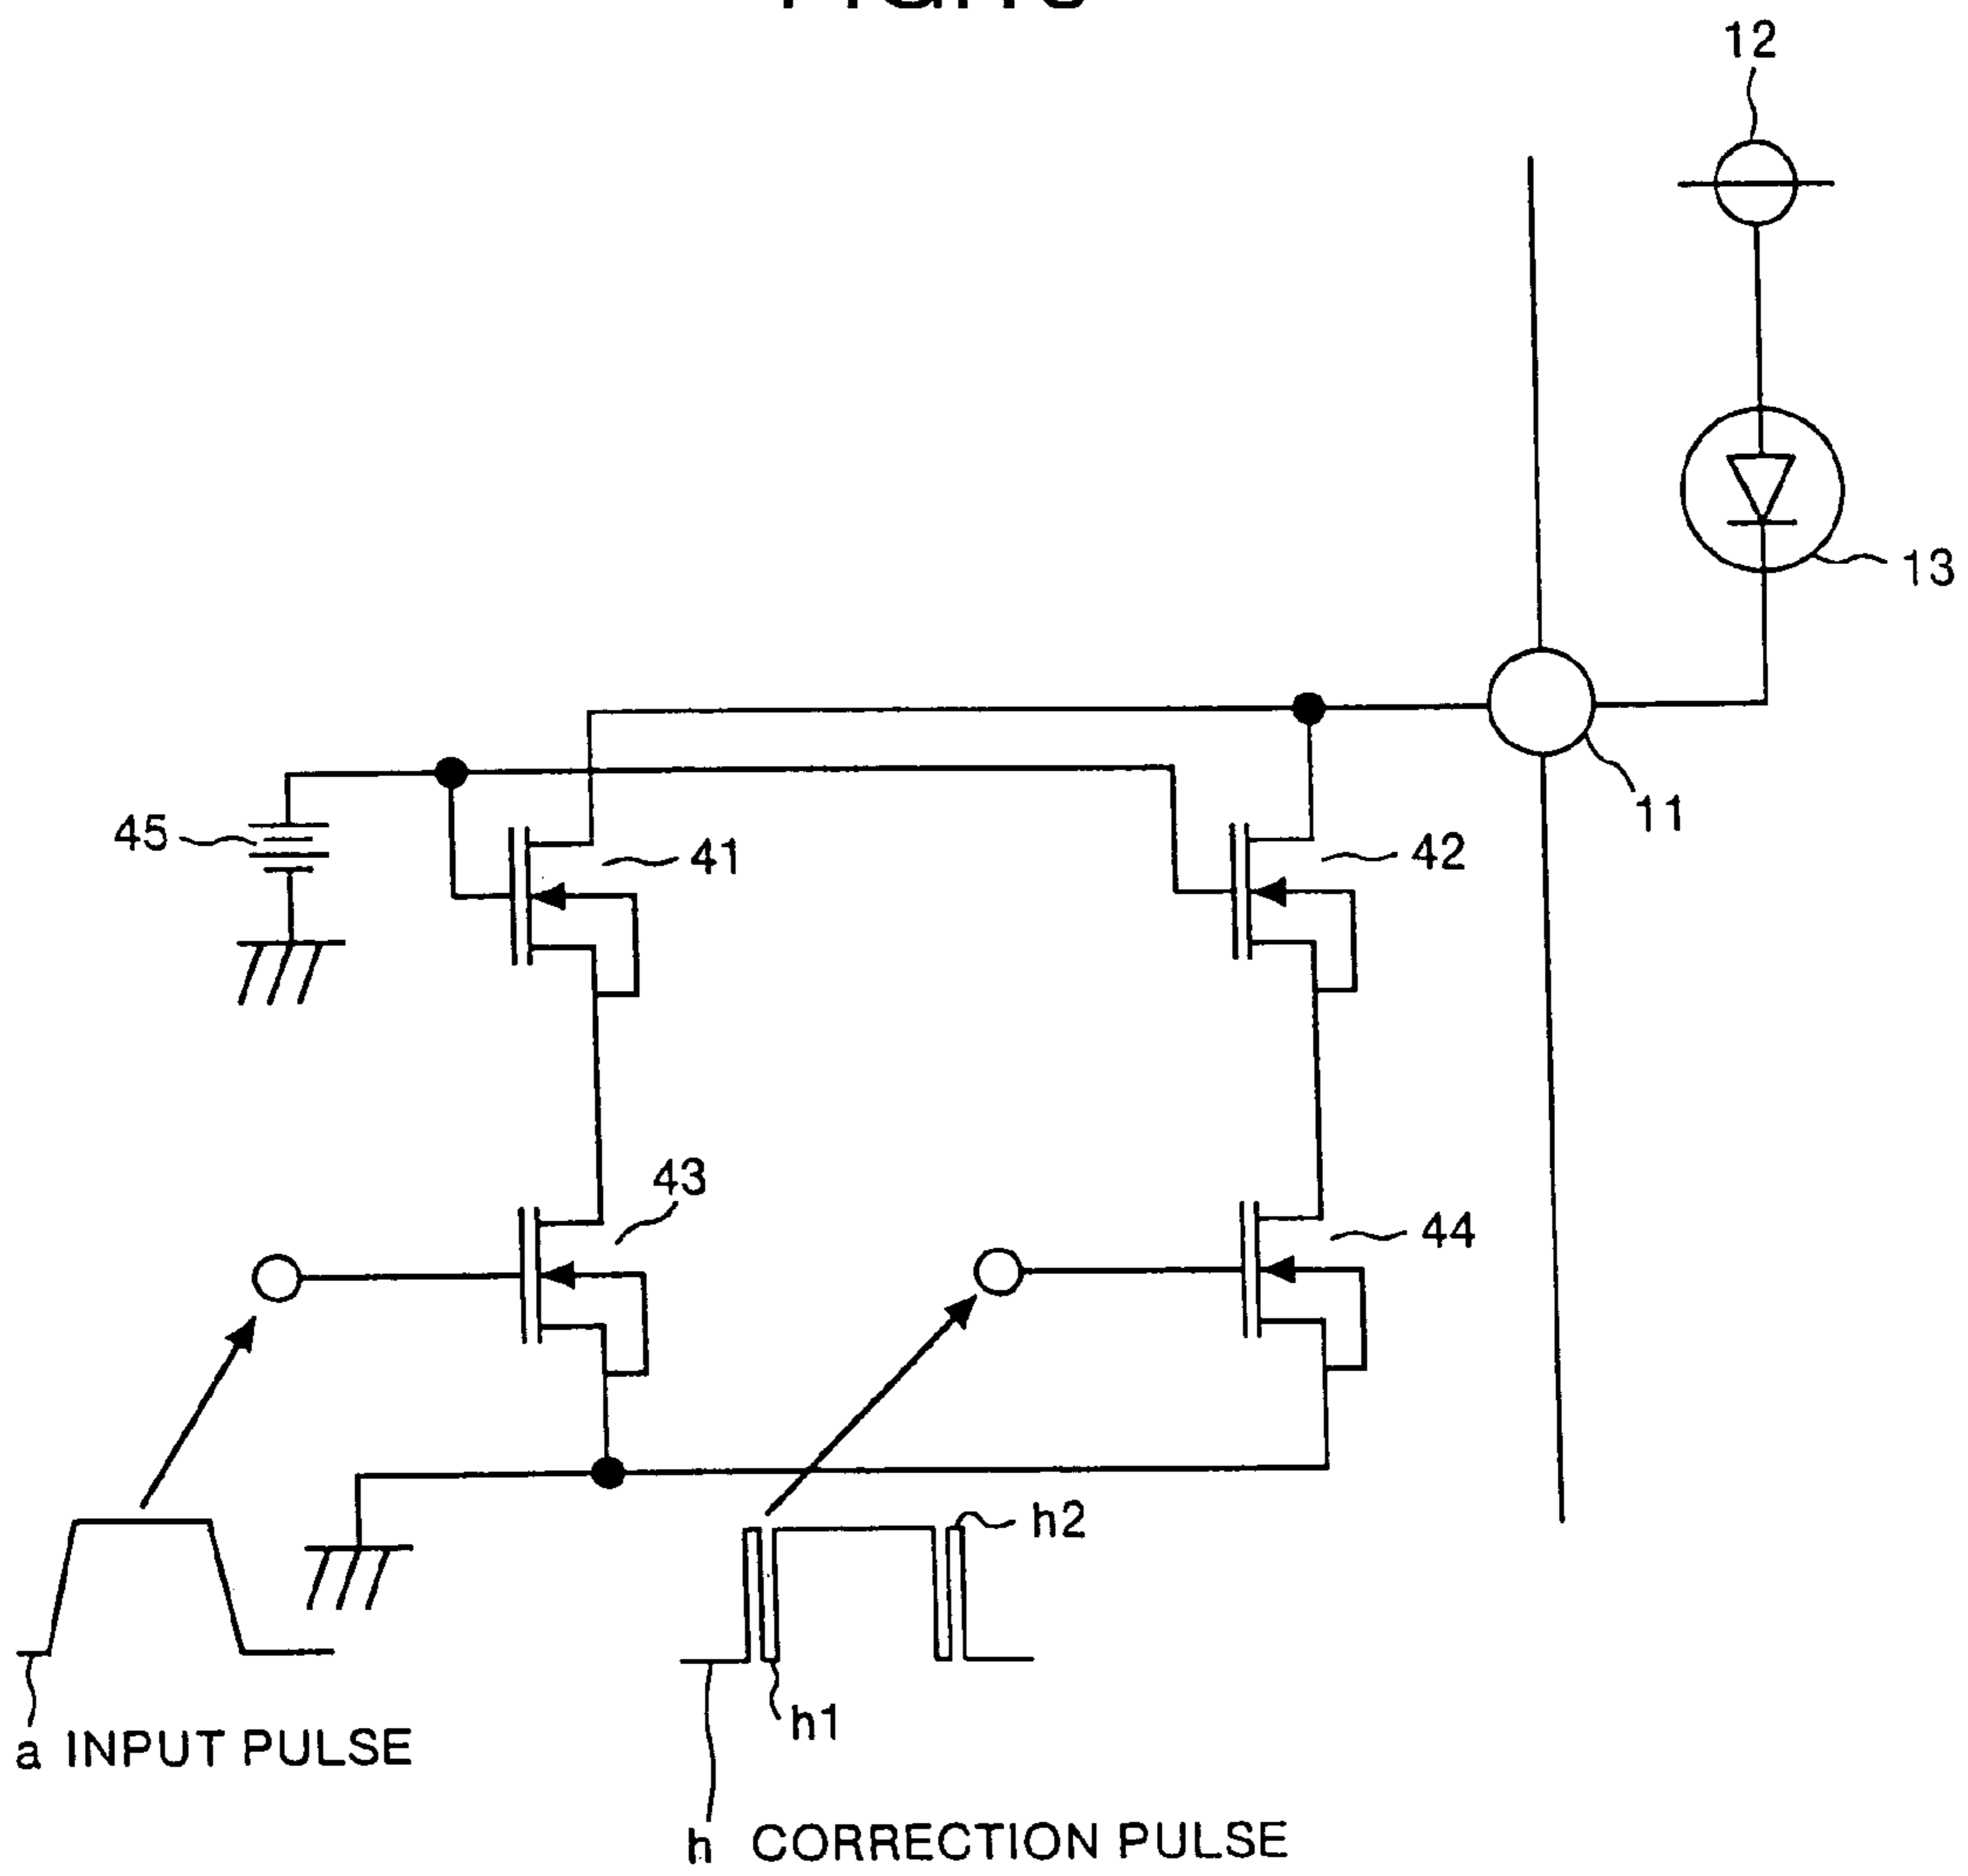 12
13
11
45
41
42
43
44
h2
h1
a INPUT PULSE
h CORRECTION PULSE